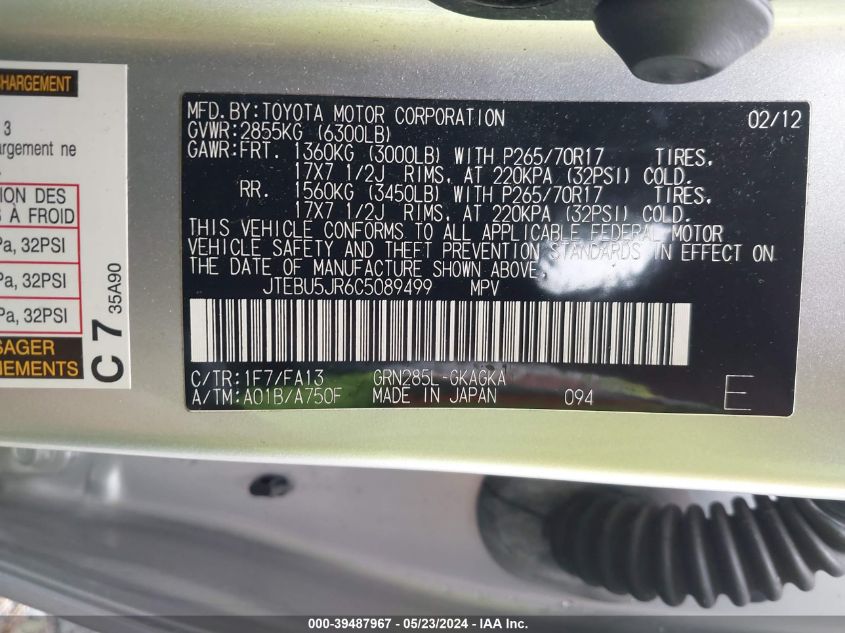 CHARGEMENT
3
argement ne
ION DES
À FROID
Pa, 32PSI
Pa, 32PSI
Pa, 32PSI
SAGER
NEMENTS
C 7 35A90
MFD.BY:TOYOTA MOTOR CORPORATION 02/12
GVWR:2855KG (6300LB)
GAWR:FRT. 1360KG (3000LB) WITH P265/70R17 TIRES,
17X7 1/2J RIMS, AT 220KPA (32PSI) COLD.
RR. 1560KG (3450LB) WITH P265/70R17 TIRES,
17X7 1/2J RIMS, AT 220KPA (32PSI) COLD.
THIS VEHICLE CONFORMS TO ALL APPLICABLE FEDERAL MOTOR
VEHICLE SAFETY AND THEFT PREVENTION STANDARDS IN EFFECT ON
THE DATE OF MANUFACTURE SHOWN ABOVE.
JTEBU5JR6C5089499 MPV
C/TR:1F7/FA13 GRN285L-GKAGKA
A/TM:A01B/A750F MADE IN JAPAN 094 E
000-39487967 - 05/23/2024 - IAA Inc.